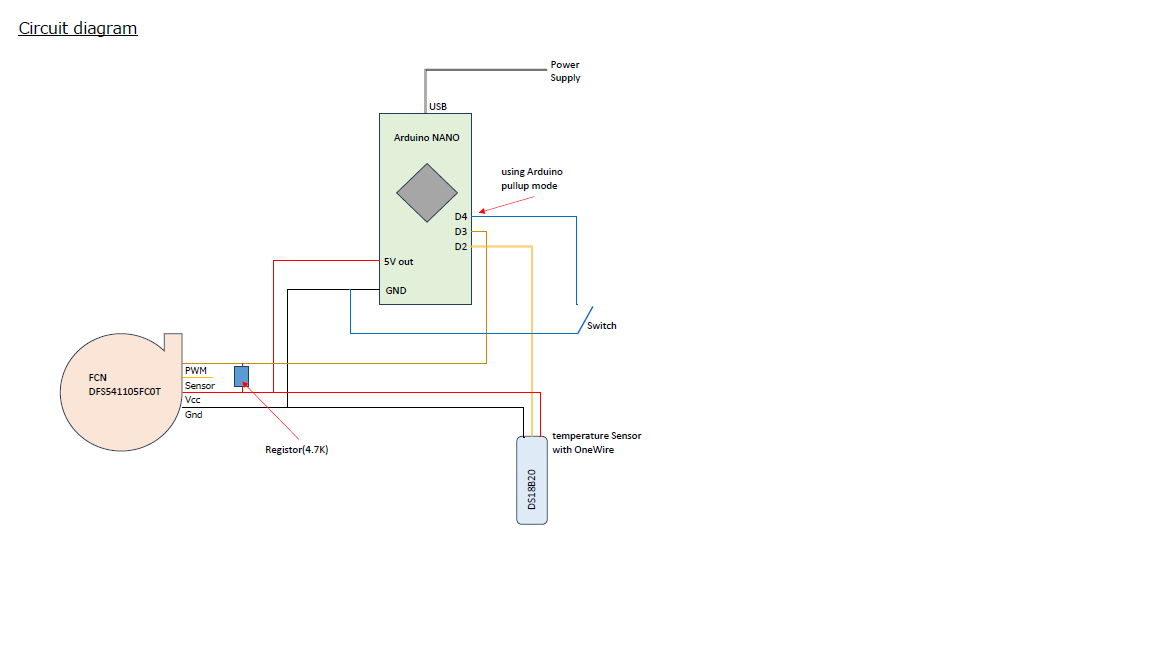 Circuit diagram
Power
Supply
USB
Arduino NANO
using Arduino
pullup mode
D4
D3
D2
5V out
GND
Switch
FCN
DFS541105FC0T
PWM
Sensor
Vcc
Gnd
Registor(4.7K)
temperature Sensor
with OneWire
DS18B20